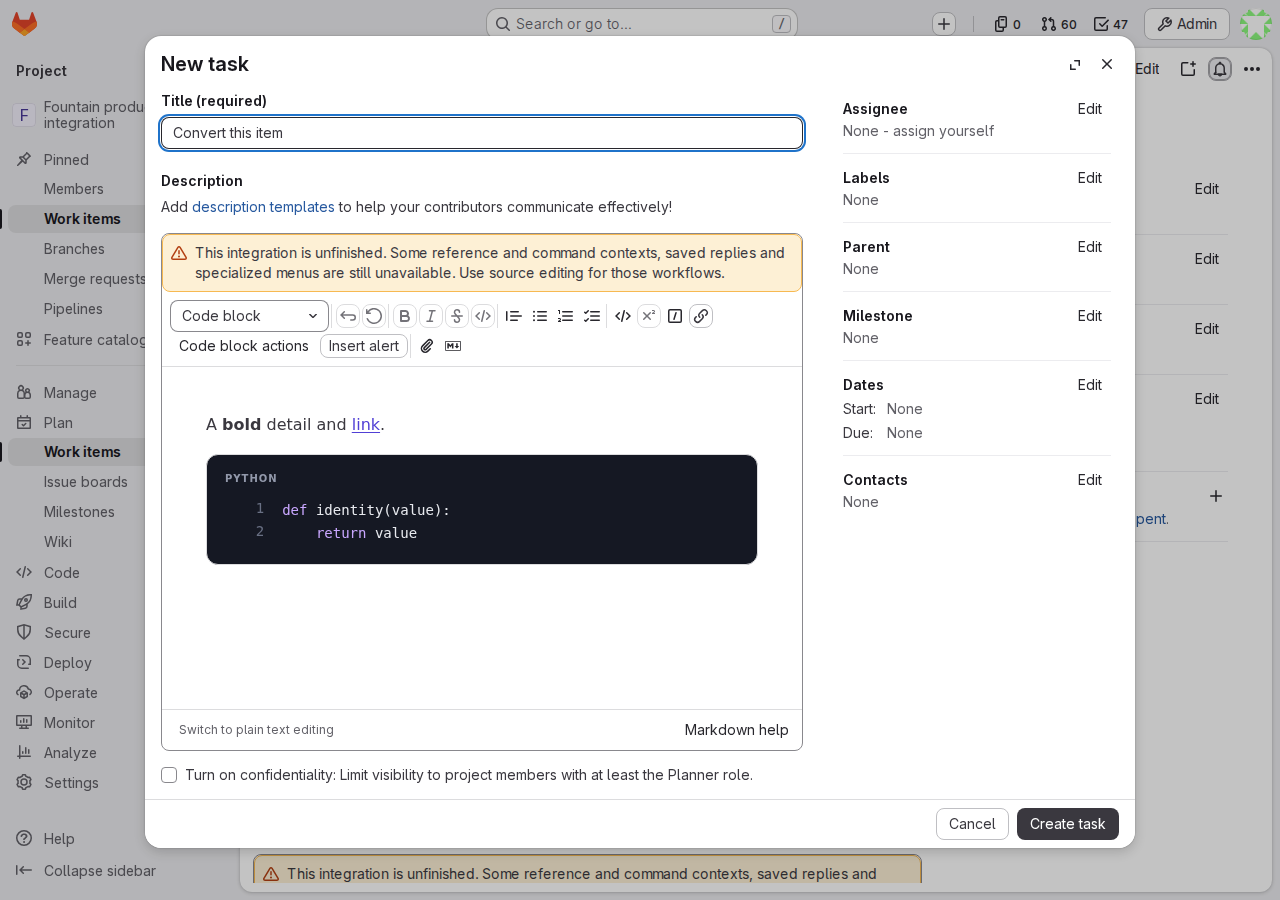 Search or go to...
/
0
60
47
Admin
Project
F
Fountain produ
integration
Pinned
Members
Work items
Branches
Merge requests
Pipelines
Feature catalog
Manage
Plan
Work items
Issue boards
Milestones
Wiki
Code
Build
Secure
Deploy
Operate
Monitor
Analyze
Settings
Help
Collapse sidebar
New task
Title (required)
Convert this item
Description
Add description templates to help your contributors communicate effectively!
This integration is unfinished. Some reference and command contexts, saved replies and
specialized menus are still unavailable. Use source editing for those workflows.
Code block
B
I
S
X²
Code block actions
Insert alert
A bold detail and link.
PYTHON
1 def identity(value):
2 return value
Switch to plain text editing
Markdown help
Turn on confidentiality: Limit visibility to project members with at least the Planner role.
Assignee
Edit
None - assign yourself
Labels
Edit
None
Parent
Edit
None
Milestone
Edit
None
Dates
Edit
Start: None
Due: None
Contacts
Edit
None
Cancel
Create task
Edit
Edit
Edit
Edit
Edit
pent.
This integration is unfinished. Some reference and command contexts, saved replies and